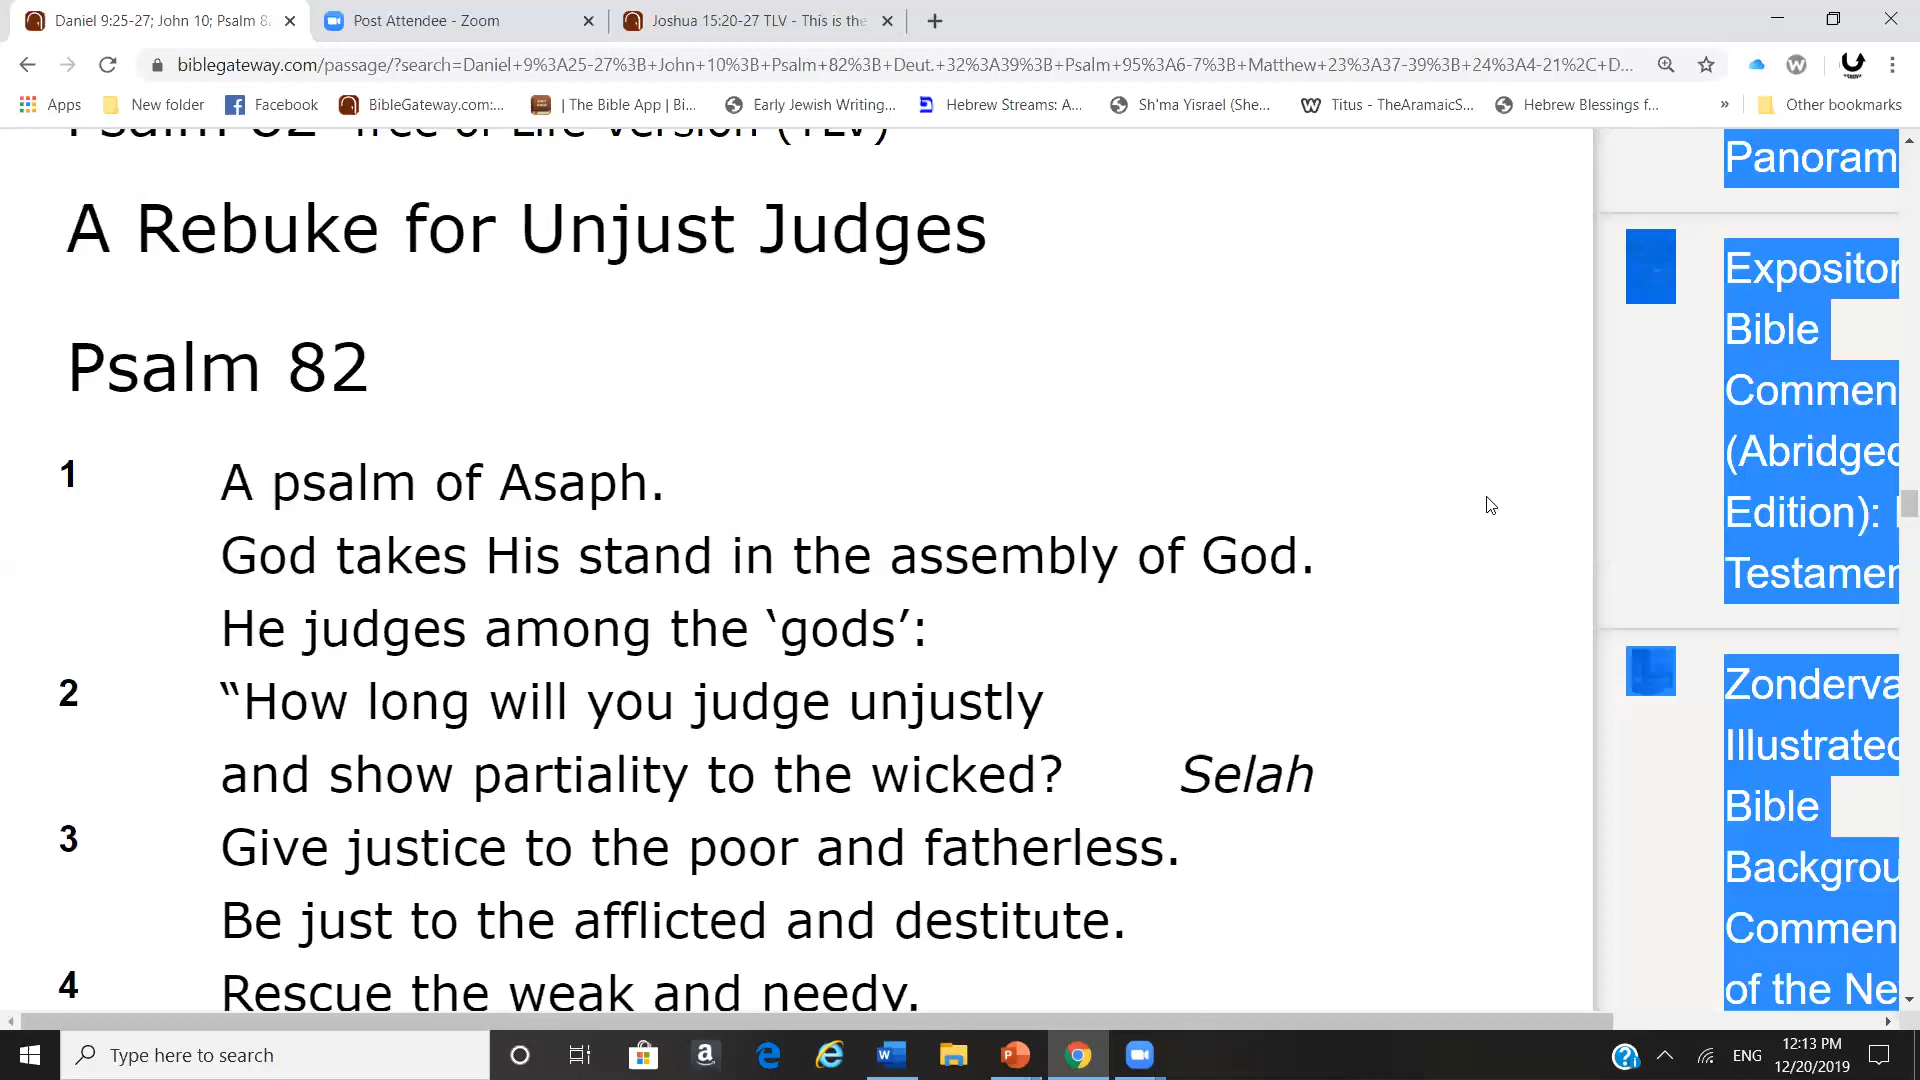 Daniel 9:25-27; John 10; Psalm 82
Post Attendee - Zoom
Joshua 15:20-27 TLV - This is the
biblegateway.com/passage/?search=Daniel+9%3A25-27%3B+John+10%3B+Psalm+82%3B+Deut.+32%3A39%3B+Psalm+95%3A6-7%3B+Matthew+23%3A37-39%3B+24%3A4-21%2C+D...
Apps
New folder
Facebook
BibleGateway.com:...
| The Bible App | Bi...
Early Jewish Writing...
Hebrew Streams: A...
Sh'ma Yisrael (She...
Titus - TheAramaicS...
Hebrew Blessings f...
»
Other bookmarks
Psalm 82 Tree of Life Version (TLV)
A Rebuke for Unjust Judges
Psalm 82
1 A psalm of Asaph.
God takes His stand in the assembly of God.
He judges among the ‘gods’:
2 “How long will you judge unjustly
and show partiality to the wicked? Selah
3 Give justice to the poor and fatherless.
Be just to the afflicted and destitute.
4 Rescue the weak and needy.
Panoram
Expositor
Bible
Commen
(Abridged
Edition):
Testamen
Zonderva
Illustrated
Bible
Backgrou
Commen
of the Ne
Type here to search
ENG
12:13 PM
12/20/2019